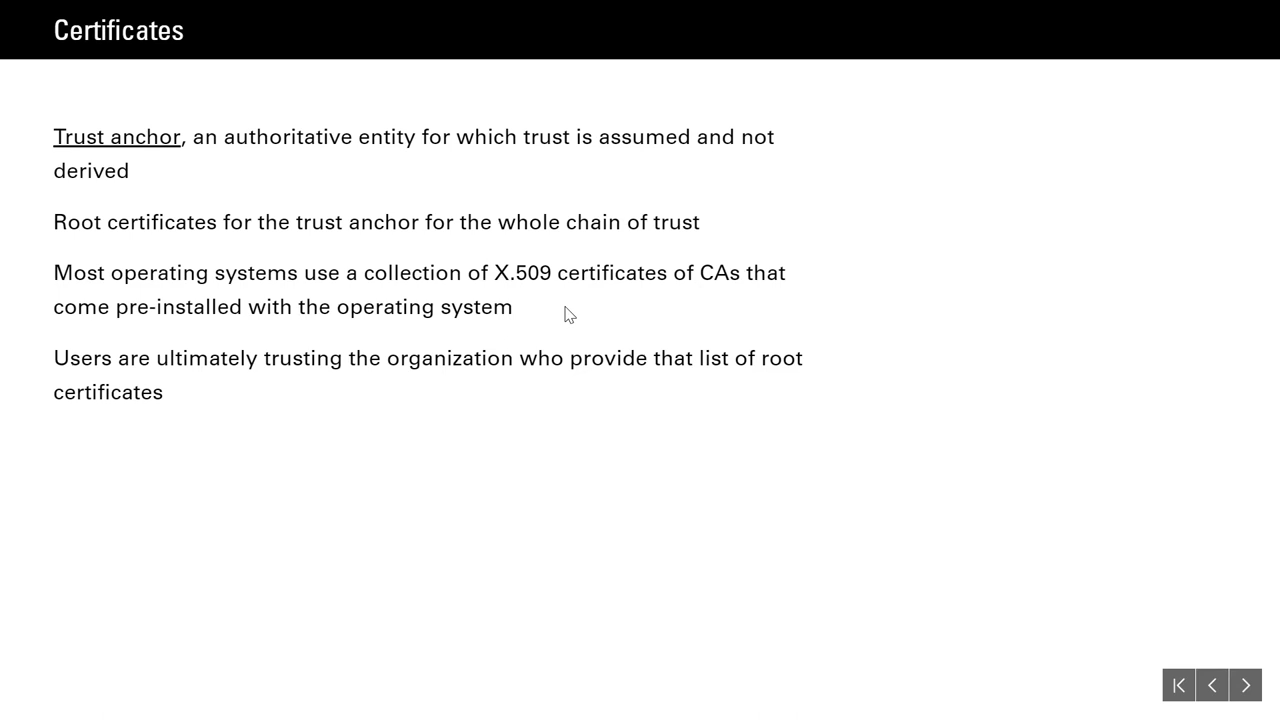 Certificates
Trust anchor, an authoritative entity for which trust is assumed and not
derived
Root certificates for the trust anchor for the whole chain of trust
Most operating systems use a collection of X.509 certificates of CAs that
come pre-installed with the operating system
Users are ultimately trusting the organization who provide that list of root
certificates